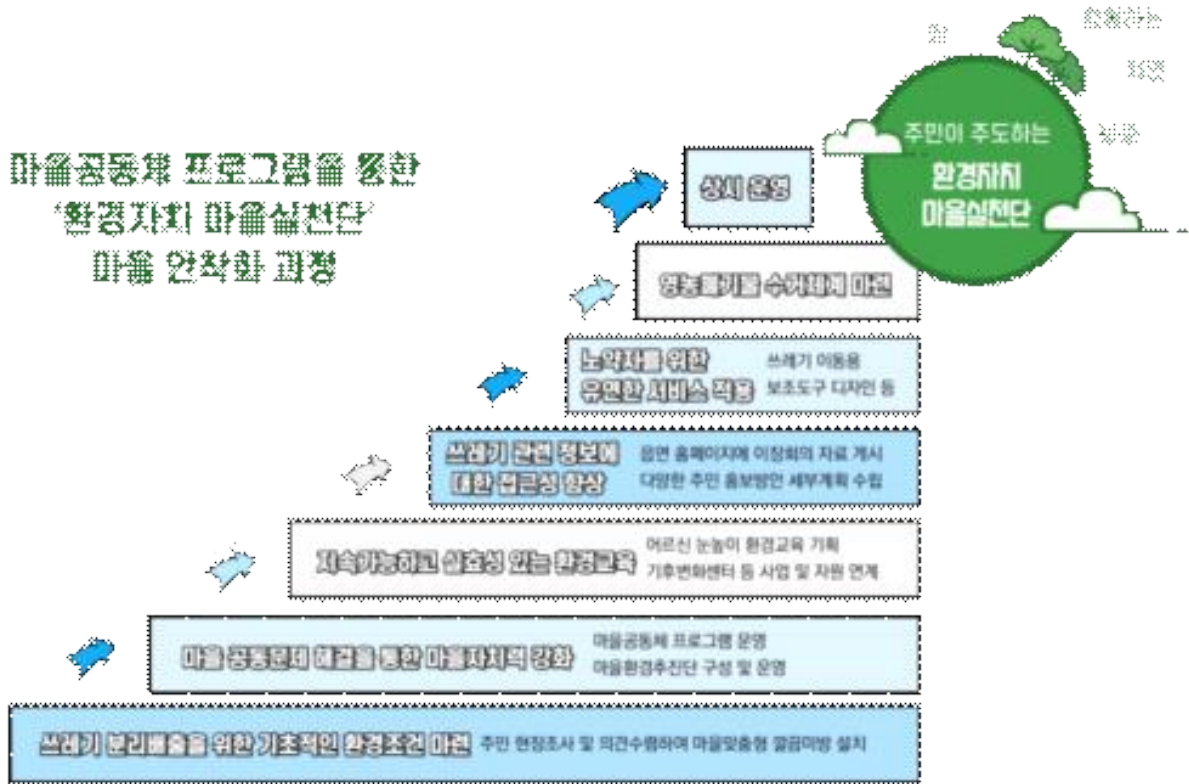 마을공동체 프로그램을 통한
'환경자치 마을실천단'
마을 안착화 과정
주민이 주도하는
환경자치
마을실천단
상시 운영
영농폐기물 수거체계 마련
노약자를 위한
유연한 서비스 적용
쓰레기 이동용
보조도구 디자인 등
쓰레기 관련 정보에
대한 접근성 향상
읍면 홈페이지에 이장회의 자료 게시
다양한 주민 홍보방안 세부계획 수립
지속가능하고 실효성 있는 환경교육
어르신 눈높이 환경교육 기획
기후변화센터 등 사업 및 자원 연계
마을 공동문제 해결을 통한 마을자치력 강화
마을공동체 프로그램 운영
마을환경추진단 구성 및 운영
쓰레기 분리배출을 위한 기초적인 환경조건 마련
주민 현장조사 및 의견수렴하여 마을맞춤형 깔끔이방 설치